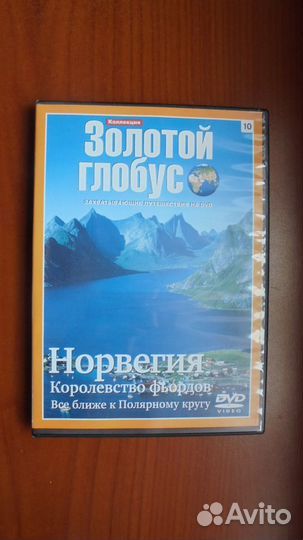 Коллекция
10
Золотой
глобус
ЗАХВАТЫВАЮЩИЕ ПУТЕШЕСТВИЯ НА DVD
Норвегия
Королевство фьордов
Все ближе к Полярному кругу
DVD
VIDEO
Avito